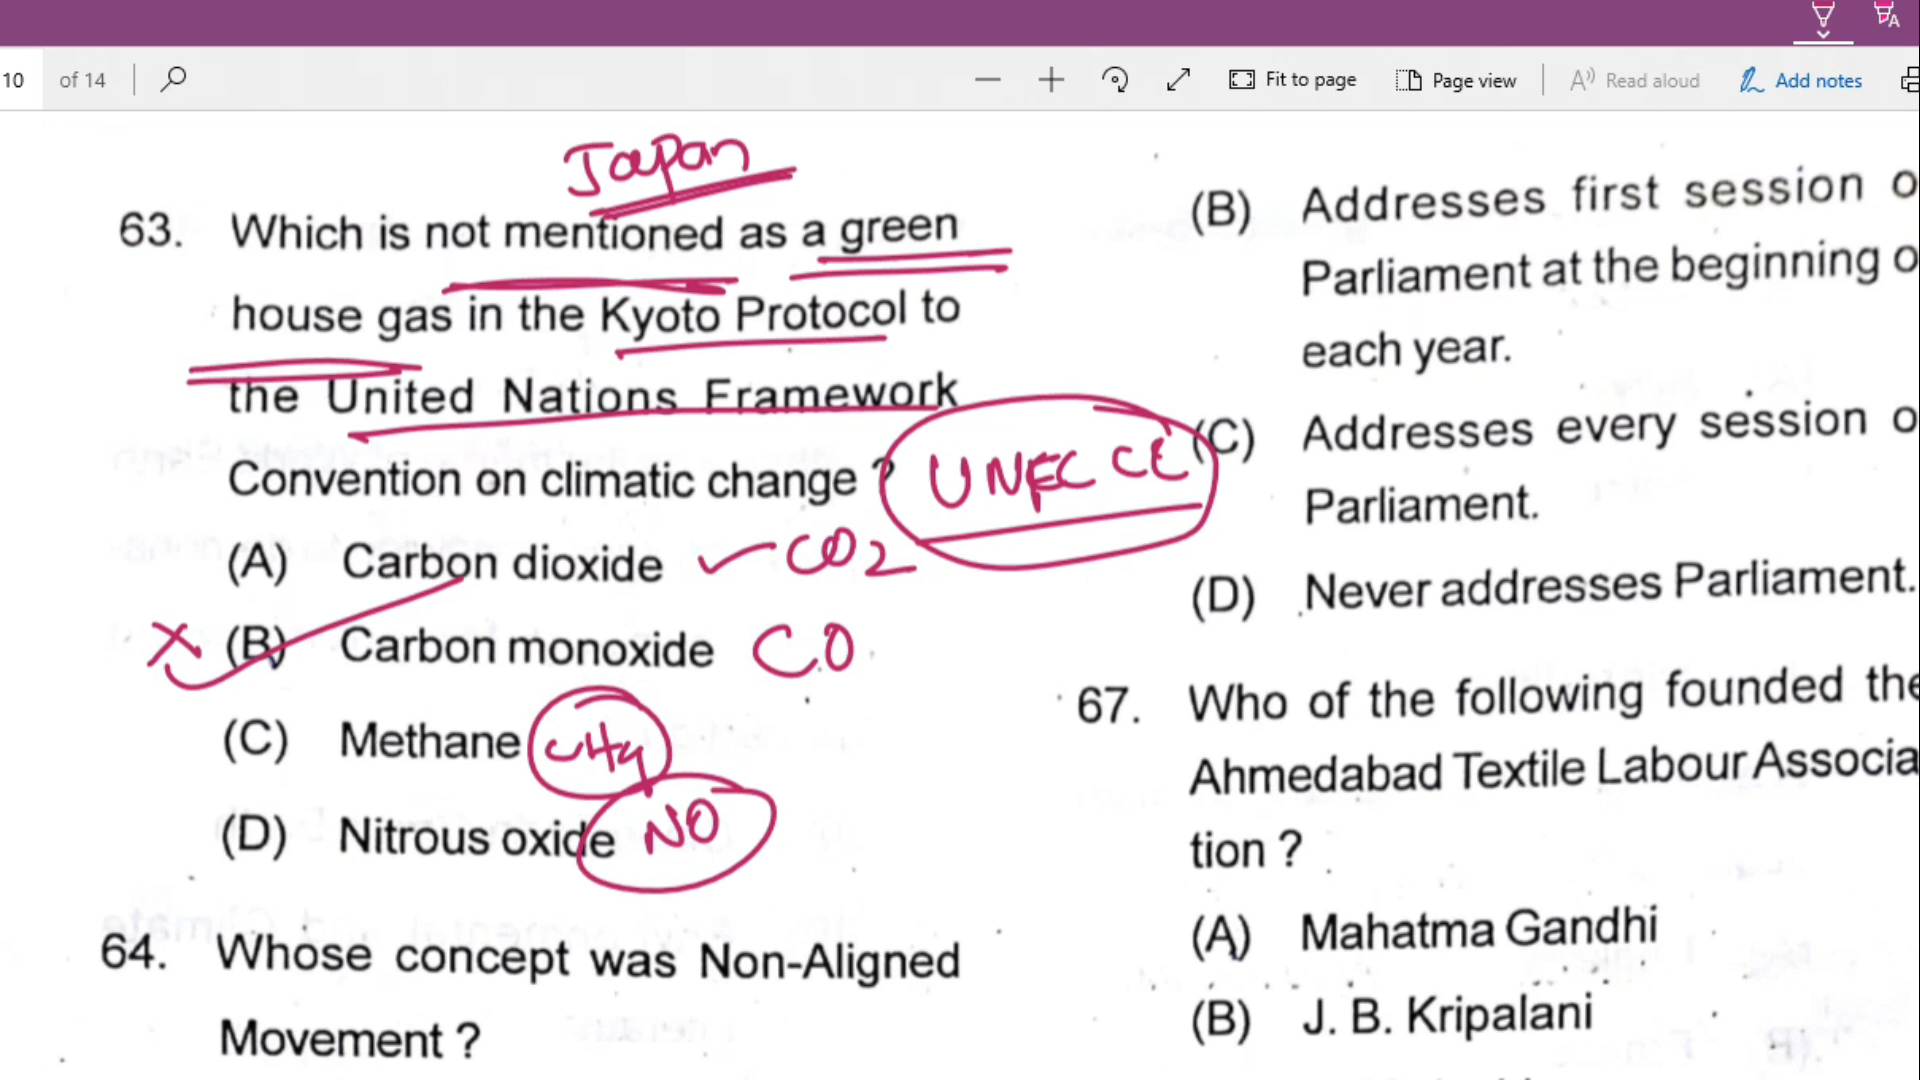 10 of 14 Fit to page Page view Read aloud Add notes
Japan
63. Which is not mentioned as a green
house gas in the Kyoto Protocol to
the United Nations Framework
Convention on climatic change ?
UNFCCC
(A) Carbon dioxide CO2
(B) Carbon monoxide CO
(C) Methane CH4
(D) Nitrous oxide NO
64. Whose concept was Non-Aligned
Movement ?
(B) Addresses first session o
Parliament at the beginning o
each year.
(C) Addresses every session o
Parliament.
(D) Never addresses Parliament.
67. Who of the following founded the
Ahmedabad Textile Labour Associa
tion ?
(A) Mahatma Gandhi
(B) J. B. Kripalani